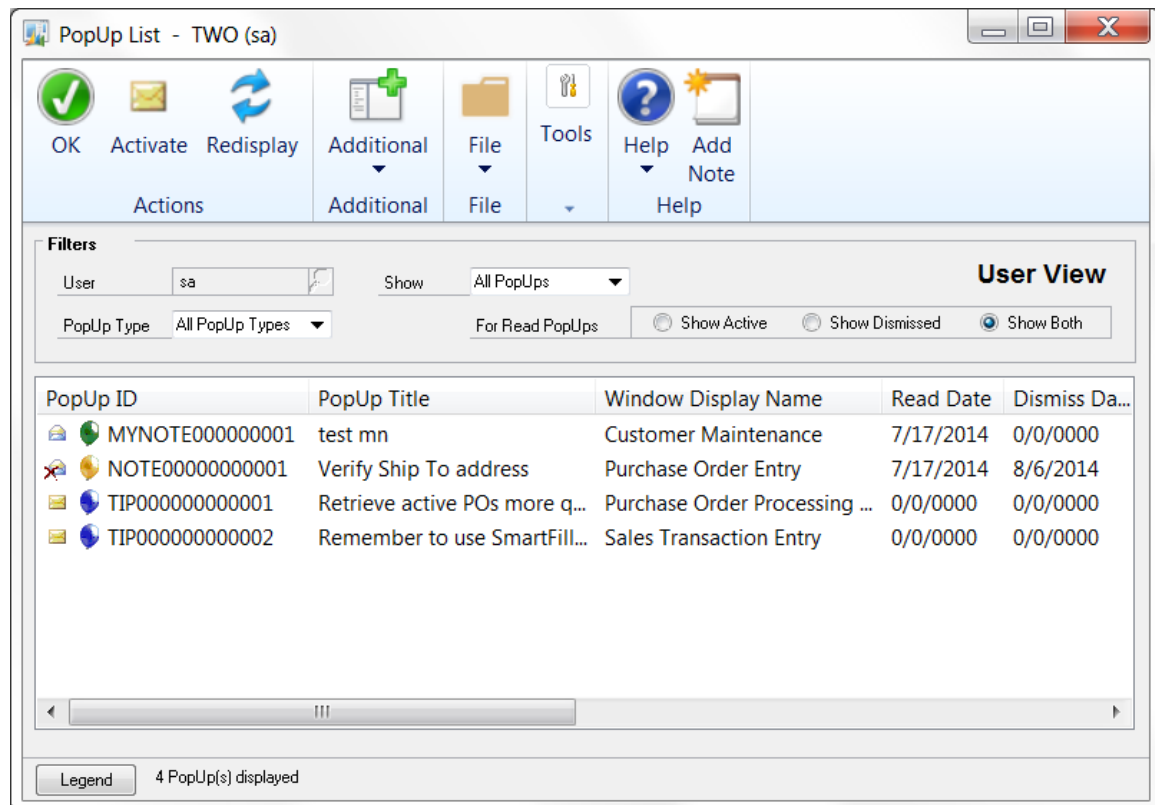 PopUp List - TWO (sa)
OK Activate Redisplay Additional File Tools Help Add Note
Actions Additional File Help
Filters
User sa Show All PopUps User View
PopUp Type All PopUp Types For Read PopUps Show Active Show Dismissed Show Both
PopUp ID PopUp Title Window Display Name Read Date Dismiss Da...
MYNOTE000000001 test mn Customer Maintenance 7/17/2014 0/0/0000
NOTE00000000001 Verify Ship To address Purchase Order Entry 7/17/2014 8/6/2014
TIP000000000001 Retrieve active POs more q... Purchase Order Processing ... 0/0/0000 0/0/0000
TIP000000000002 Remember to use SmartFill... Sales Transaction Entry 0/0/0000 0/0/0000
Legend 4 PopUp(s) displayed